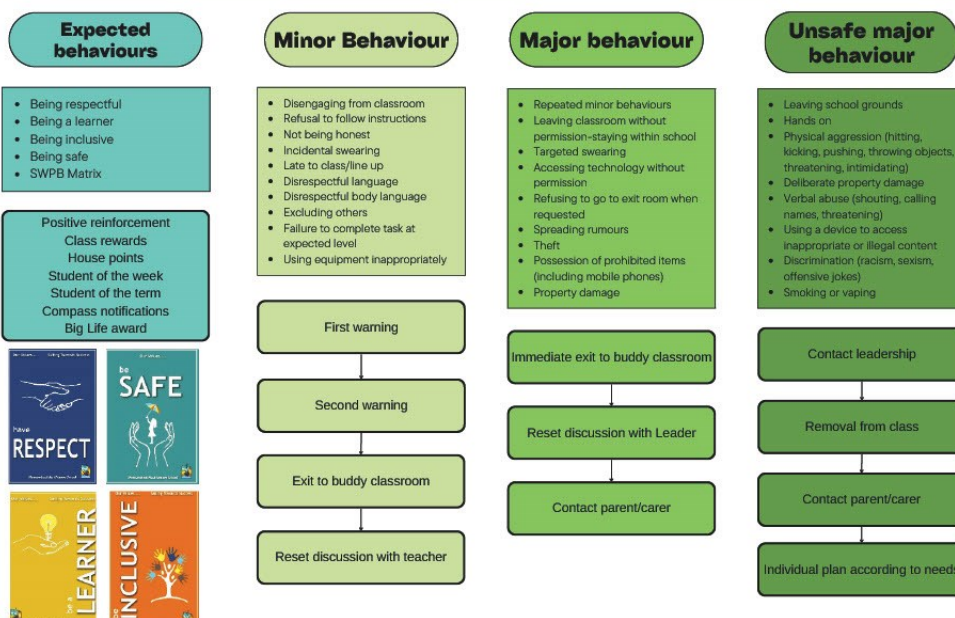 Expected
behaviours
Being respectful
Being a learner
Being inclusive
Being safe
SWPB Matrix
Positive reinforcement
Class rewards
House points
Student of the week
Student of the term
Compass notifications
Big Life award
have
RESPECT
be
SAFE
be a
LEARNER
be
INCLUSIVE
Minor Behaviour
Disengaging from classroom
Refusal to follow instructions
Not being honest
Incidental swearing
Late to class/line up
Disrespectful language
Disrespectful body language
Excluding others
Failure to complete task at
expected level
Using equipment inappropriately
First warning
Second warning
Exit to buddy classroom
Reset discussion with teacher
Major behaviour
Repeated minor behaviours
Leaving classroom without
permission-staying within school
Targeted swearing
Accessing technology without
permission
Refusing to go to exit room when
requested
Spreading rumours
Theft
Possession of prohibited items
(including mobile phones)
Property damage
Immediate exit to buddy classroom
Reset discussion with Leader
Contact parent/carer
Unsafe major
behaviour
Leaving school grounds
Hands on
Physical aggression (hitting,
kicking, pushing, throwing objects,
threatening, intimidating)
Deliberate property damage
Verbal abuse (shouting, calling
names, threatening)
Using a device to access
inappropriate or illegal content
Discrimination (racism, sexism,
offensive jokes)
Smoking or vaping
Contact leadership
Removal from class
Contact parent/carer
Individual plan according to needs